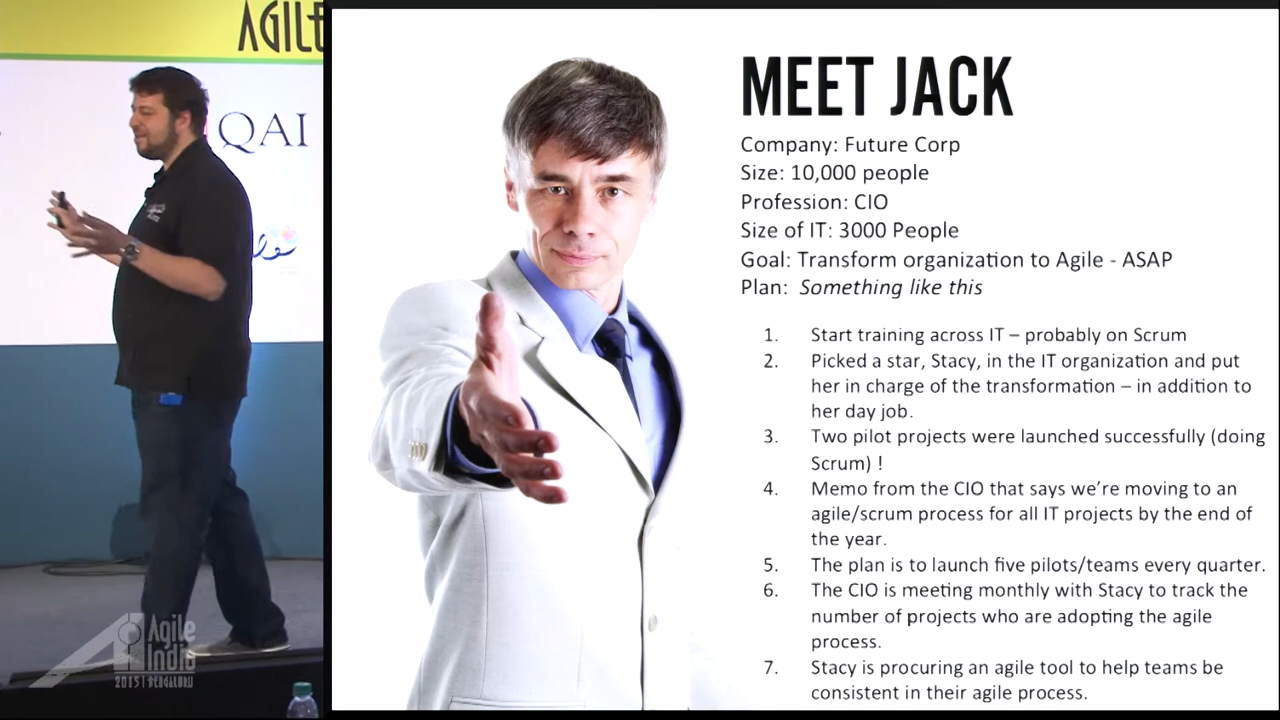 AGILE
QAI
Agile
India
2015 | BENGALURU
MEET JACK
Company: Future Corp
Size: 10,000 people
Profession: CIO
Size of IT: 3000 People
Goal: Transform organization to Agile - ASAP
Plan: Something like this
1. Start training across IT – probably on Scrum
2. Picked a star, Stacy, in the IT organization and put
her in charge of the transformation – in addition to
her day job.
3. Two pilot projects were launched successfully (doing
Scrum) !
4. Memo from the CIO that says we’re moving to an
agile/scrum process for all IT projects by the end of
the year.
5. The plan is to launch five pilots/teams every quarter.
6. The CIO is meeting monthly with Stacy to track the
number of projects who are adopting the agile
process.
7. Stacy is procuring an agile tool to help teams be
consistent in their agile process.